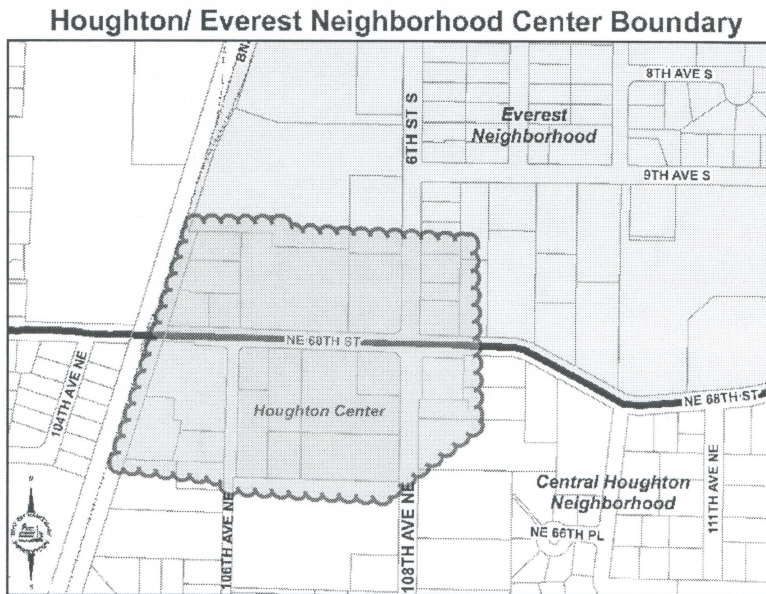 Houghton/ Everest Neighborhood Center Boundary
BN
8TH AVE S
6TH ST S
Everest
Neighborhood
9TH AVE S
NE 68TH ST
104TH AVE NE
Houghton Center
NE 68TH ST
Central Houghton
Neighborhood
106TH AVE NE
108TH AVE NE
NE 66TH PL
111TH AVE NE
N
S